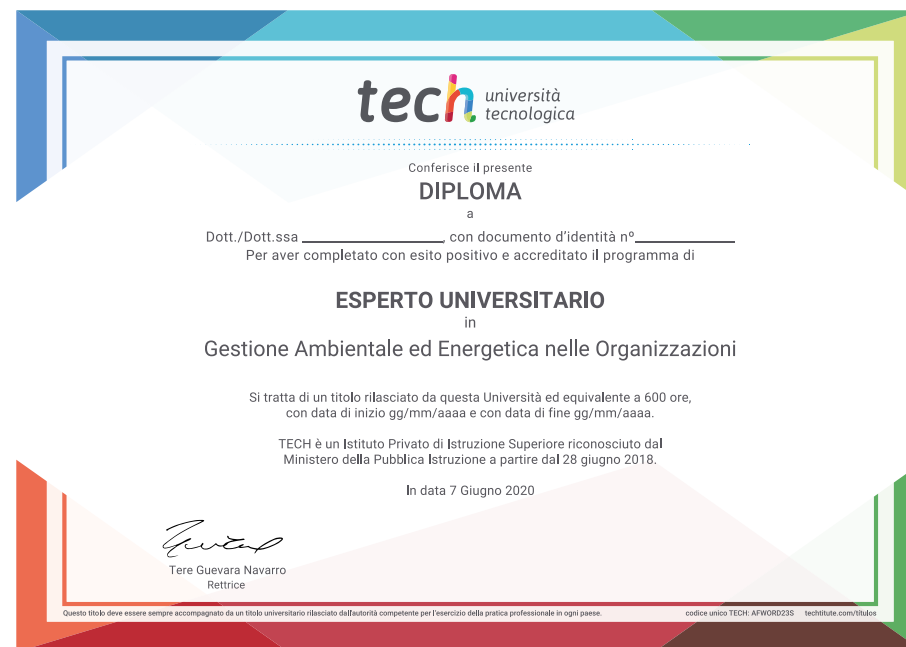 tech università
tecnologica
Conferisce il presente
DIPLOMA
a
Dott./Dott.ssa ______________, con documento d'identità nº__________
Per aver completato con esito positivo e accreditato il programma di
ESPERTO UNIVERSITARIO
in
Gestione Ambientale ed Energetica nelle Organizzazioni
Si tratta di un titolo rilasciato da questa Università ed equivalente a 600 ore,
con data di inizio gg/mm/aaaa e con data di fine gg/mm/aaaa.
TECH è un Istituto Privato di Istruzione Superiore riconosciuto dal
Ministero della Pubblica Istruzione a partire dal 28 giugno 2018.
In data 7 Giugno 2020
Tere Guevara Navarro
Rettrice
Questo titolo deve essere sempre accompagnato da un titolo universitario rilasciato dall'autorità competente per l'esercizio della pratica professionale in ogni paese. codice unico TECH: AFWORD23S techtitute.com/títulos